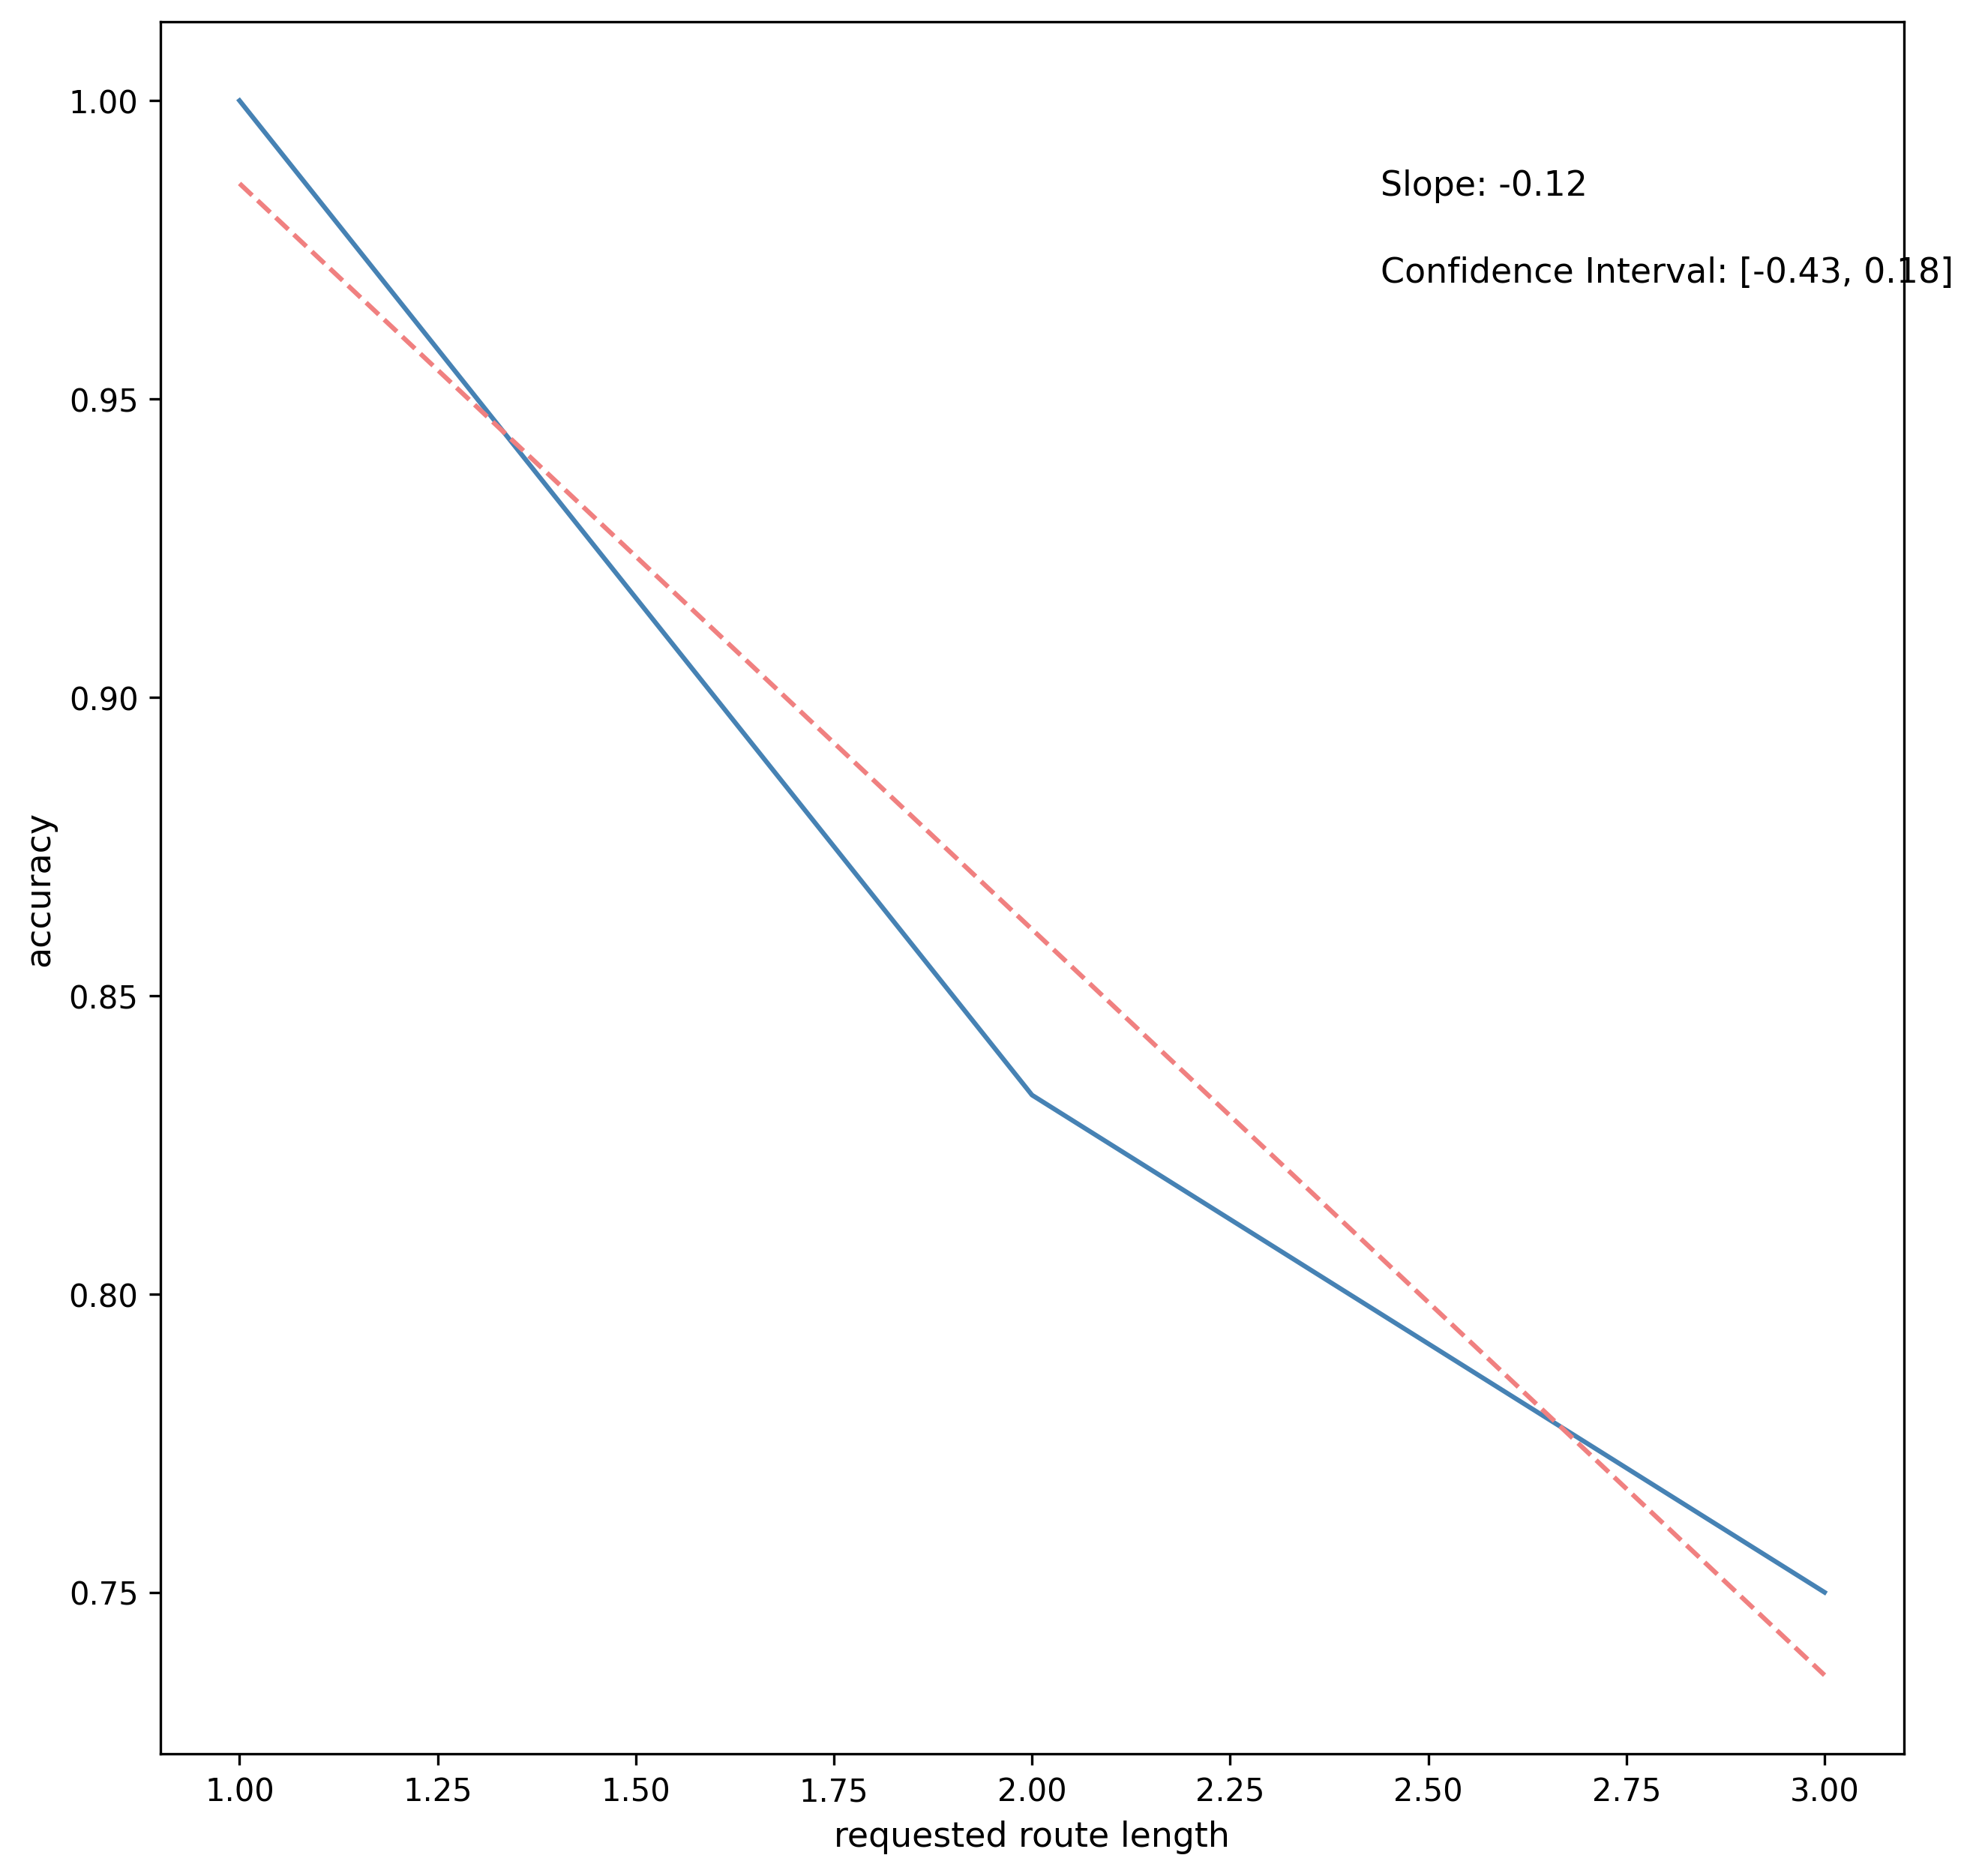 Slope: -0.12
Confidence Interval: [-0.43, 0.18]
1.00
0.95
0.90
0.85
0.80
0.75
accuracy
1.00 1.25 1.50 1.75 2.00 2.25 2.50 2.75 3.00
requested route length